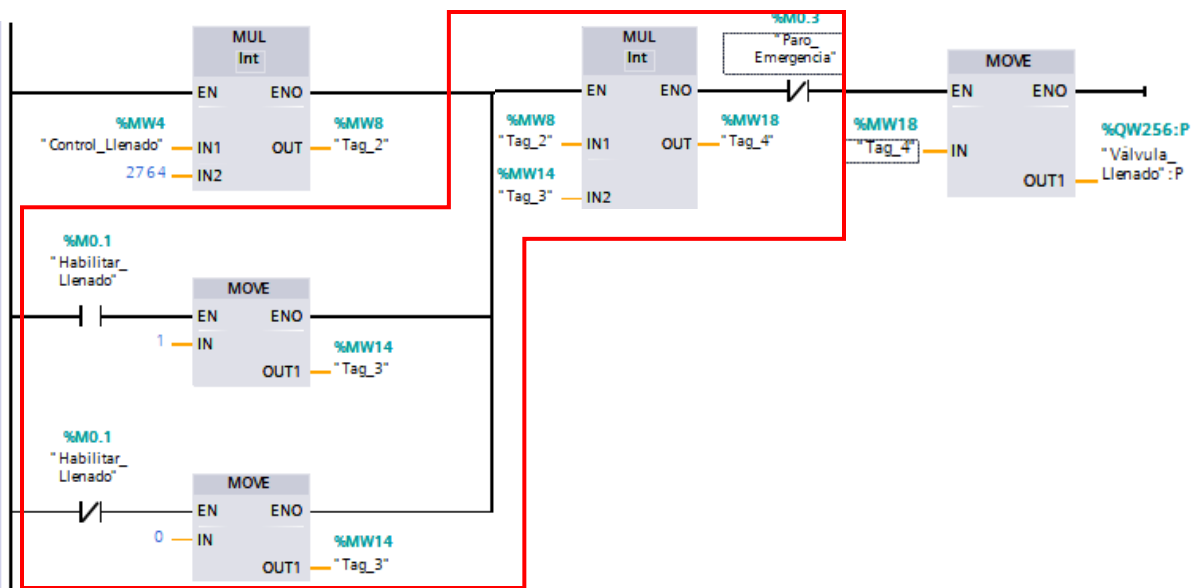 MUL
Int
EN ENO
%MW4
"Control_Llenado"
IN1
%MW8
OUT
"Tag_2"
2764
IN2
MUL
Int
EN ENO
%MW8
"Tag_2"
IN1
%MW18
OUT
"Tag_4"
%MW14
"Tag_3"
IN2
%M0.3
"Paro_
Emergencia"
MOVE
EN ENO
%MW18
"Tag_4"
IN
%QW256:P
"Válvula_
Llenado":P
OUT1
%M0.1
"Habilitar_
Llenado"
MOVE
EN ENO
1
IN
%MW14
OUT1
"Tag_3"
%M0.1
"Habilitar_
Llenado"
MOVE
EN ENO
0
IN
%MW14
OUT1
"Tag_3"